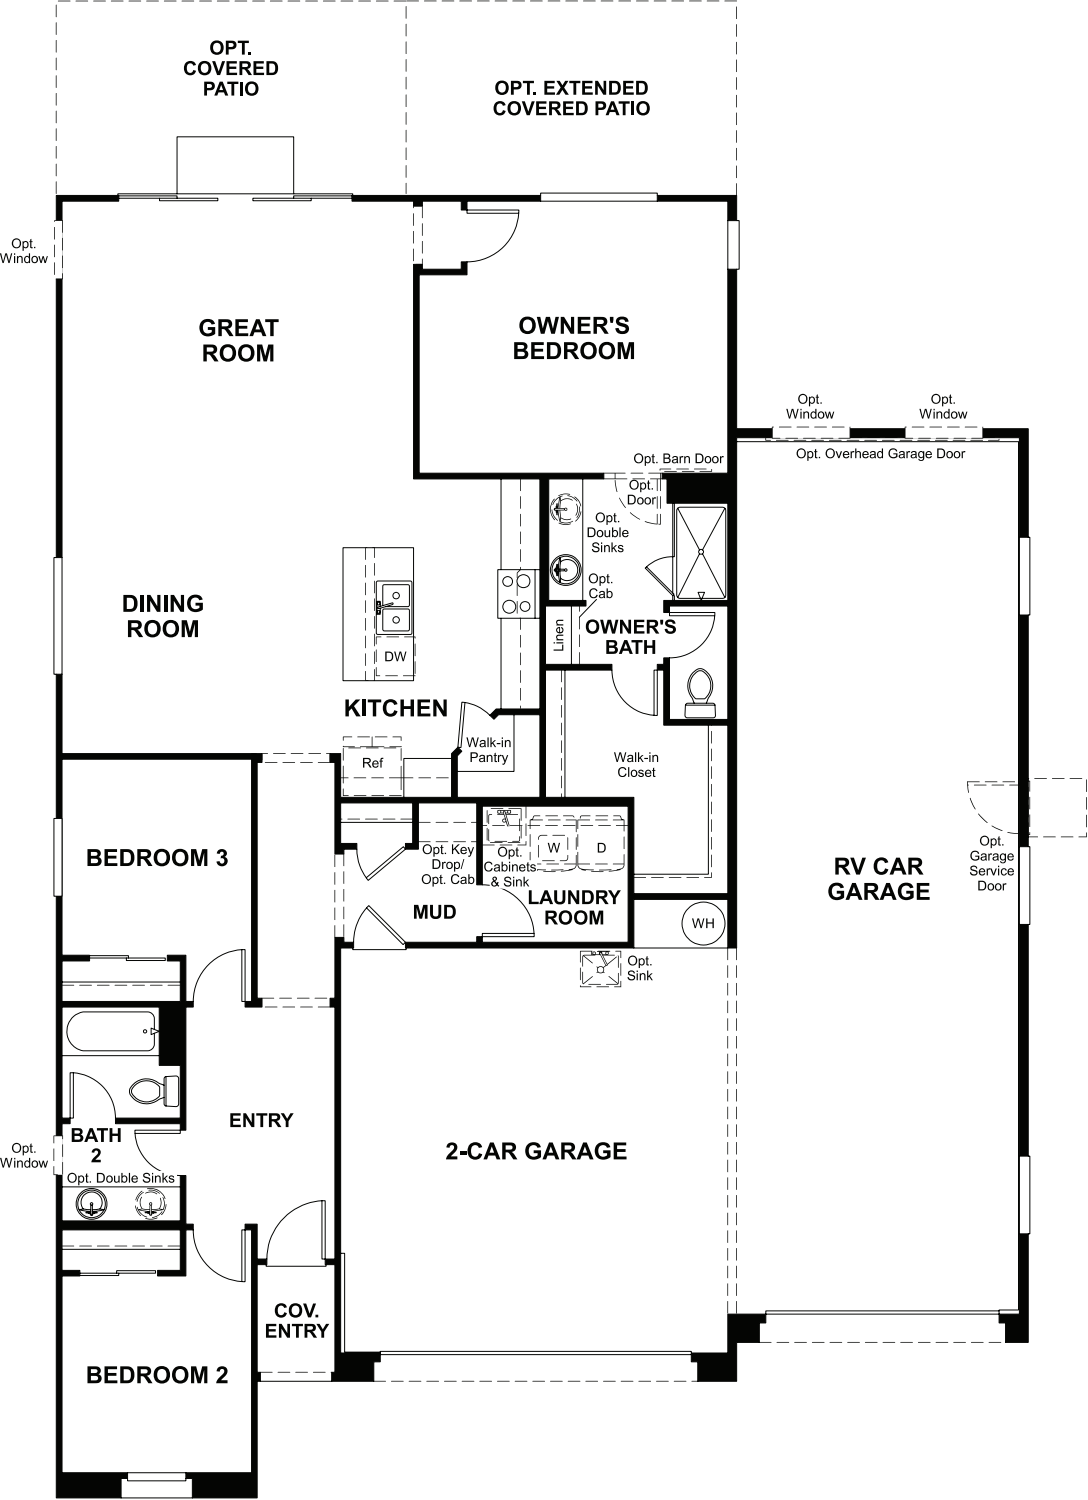 OPT.
COVERED
PATIO
OPT. EXTENDED
COVERED PATIO
Opt.
Window
GREAT
ROOM
OWNER'S
BEDROOM
Opt.
Window
Opt.
Window
Opt. Overhead Garage Door
Opt. Barn Door
Opt.
Door
Opt.
Double
Sinks
Opt.
Cab
DINING
ROOM
Linen
OWNER'S
BATH
DW
KITCHEN
Walk-in
Pantry
Ref
Walk-in
Closet
BEDROOM 3
Opt. Key
Drop/
Opt. Cab
Opt.
Cabinets
& Sink
W
D
LAUNDRY
ROOM
MUD
WH
Opt.
Sink
RV CAR
GARAGE
Opt.
Garage
Service
Door
ENTRY
BATH
2
Opt.
Window
Opt. Double Sinks
2-CAR GARAGE
COV.
ENTRY
BEDROOM 2